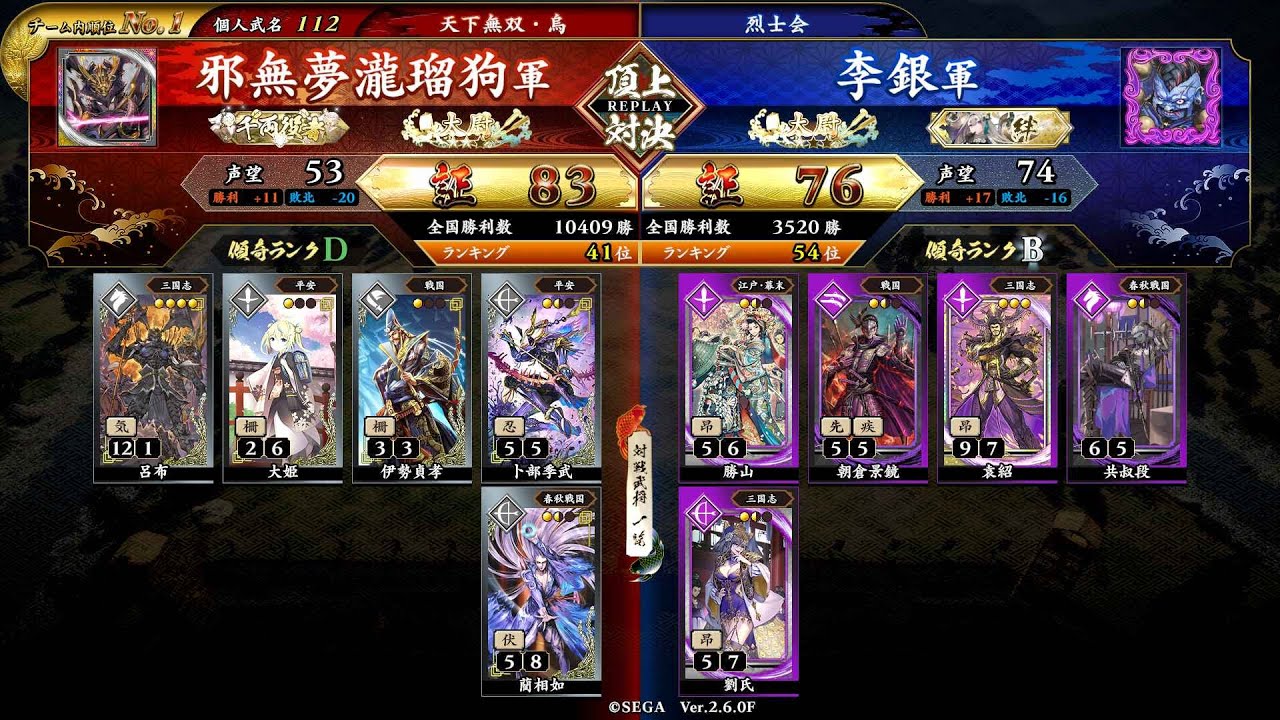 チーム内順位 No.1 個人武名 112 天下無双・烏
烈士会
邪無夢瀧瑠狗軍
頂上
REPLAY
対決
李銀軍
千両役者
太尉
太尉
絆
声望 53
勝利 +11 敗北 -20
証 83
証 76
声望 74
勝利 +17 敗北 -16
全国勝利数 10409勝
全国勝利数 3520勝
傾奇ランク D
ランキング 41位
ランキング 54位
傾奇ランク B
三国志
気
12 1
呂布
平安
柵
2 6
大姫
戦国
柵
3 3
伊勢貞孝
平安
忍
5 5
卜部季武
春秋戦国
伏
5 8
藺相如
対戦武将一覧
江戸・幕末
昂
5 6
勝山
戦国
先 疾
5 5
朝倉景鏡
三国志
昂
9 7
袁紹
春秋戦国
6 5
共叔段
三国志
昂
5 7
劉氏
©SEGA Ver.2.6.0F